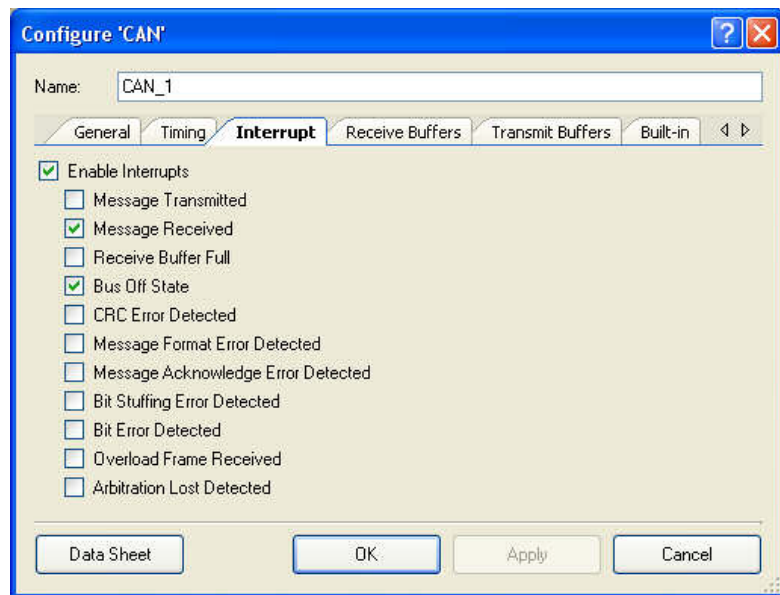 Configure 'CAN'
Name: CAN_1
General Timing Interrupt Receive Buffers Transmit Buffers Built-in
Enable Interrupts
Message Transmitted
Message Received
Receive Buffer Full
Bus Off State
CRC Error Detected
Message Format Error Detected
Message Acknowledge Error Detected
Bit Stuffing Error Detected
Bit Error Detected
Overload Frame Received
Arbitration Lost Detected
Data Sheet OK Apply Cancel